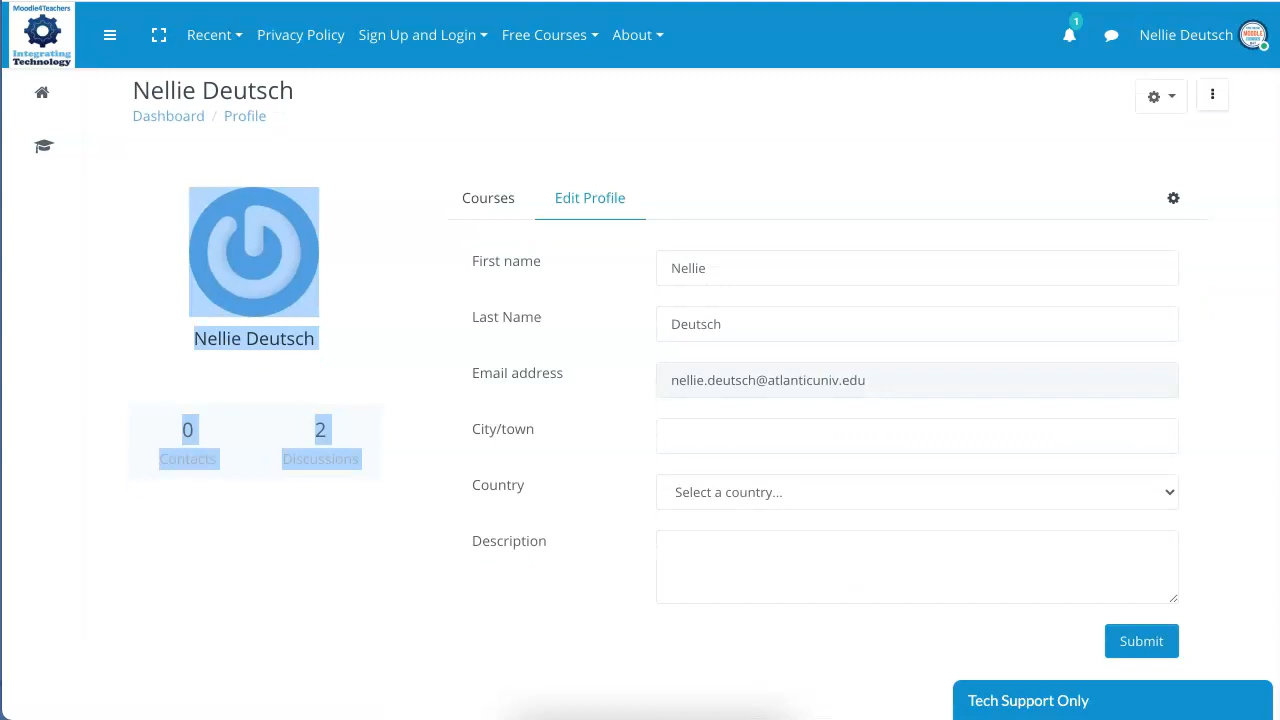 Moodle4Teachers
Integrating
Technology
Recent
Privacy Policy
Sign Up and Login
Free Courses
About
1
Nellie Deutsch
Nellie Deutsch
Dashboard / Profile
Nellie Deutsch
0
Contacts
2
Discussions
Courses
Edit Profile
First name
Nellie
Last Name
Deutsch
Email address
nellie.deutsch@atlanticuniv.edu
City/town
Country
Select a country...
Description
Submit
Tech Support Only